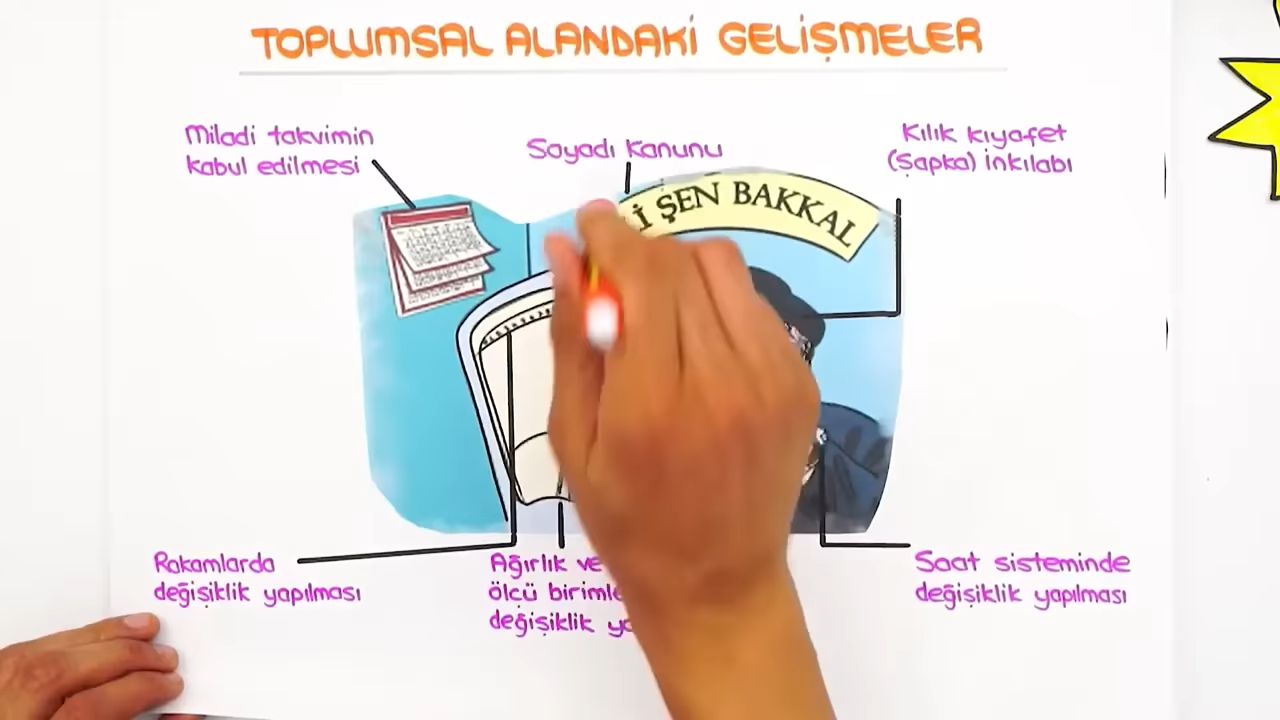 TOPLUMSAL ALANDAKİ GELİŞMELER
Miladi takvimin
kabul edilmesi
Soyadı Kanunu
Kılık kıyafet
(Şapka) inkılabı
ŞEN BAKKAL
Rakamlarda
değişiklik yapılması
Ağırlık ve
ölçü
değişiklik
Saat sisteminde
değişiklik yapılması